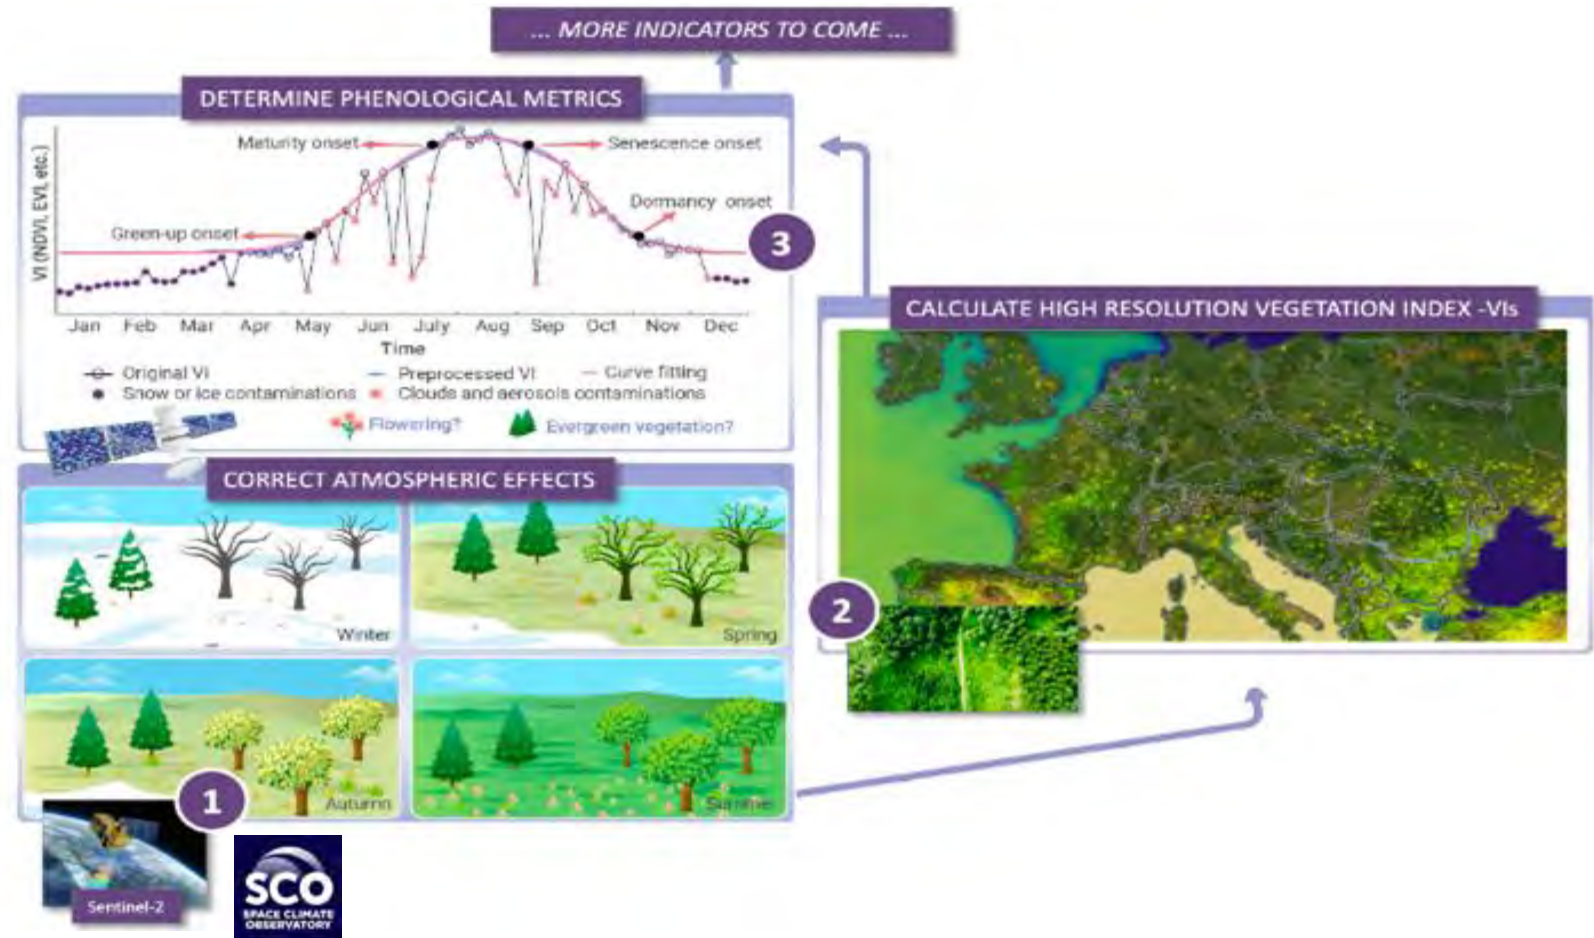 ... MORE INDICATORS TO COME ...
DETERMINE PHENOLOGICAL METRICS
VI (NDVI, EVI, etc.)
Maturity onset
Senescence onset
Dormancy onset
Green-up onset
3
Jan Feb Mar Apr May Jun July Aug Sep Oct Nov Dec
Time
Original VI
Preprocessed VI
Curve fitting
Snow or ice contaminations
Clouds and aerosols contaminations
Flowering?
Evergreen vegetation?
CORRECT ATMOSPHERIC EFFECTS
Winter
Spring
Autumn
Summer
1
Sentinel-2
SCO
SPACE CLIMATE
OBSERVATORY
CALCULATE HIGH RESOLUTION VEGETATION INDEX -VIs
2